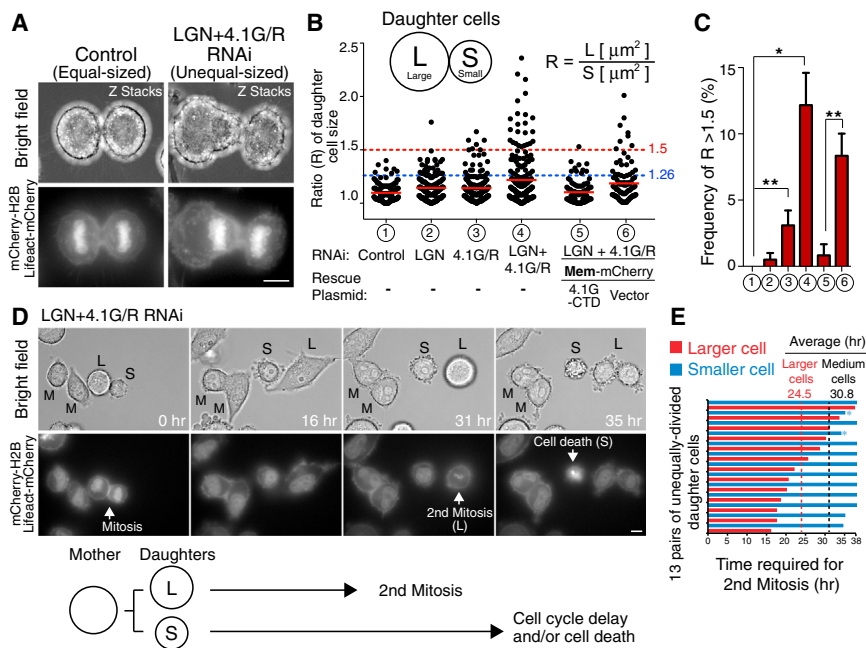 A
Control
(Equal-sized)
LGN+4.1G/R
RNAi
(Unequal-sized)
Z Stacks
Z Stacks
Bright field
mCherry-H2B
Lifeact-mCherry
B
Daughter cells
L
Large
S
Small
R = L [ μm² ]
S [ μm² ]
Ratio (R) of daughter
cell size
2.5
2.0
1.5
1.0
1.5
1.26
1 2 3 4 5 6
RNAi: Control LGN 4.1G/R LGN+
4.1G/R
LGN + 4.1G/R
Rescue
Plasmid: - - - -
Mem-mCherry
4.1G
-CTD
Vector
C
Frequency of R >1.5 (%)
15
10
5
0
*
**
**
1 2 3 4 5 6
D
LGN+4.1G/R RNAi
Bright field
M
M
L
S
0 hr
S
L
M
M
16 hr
S
L
M
M
31 hr
S
L
M
M
35 hr
mCherry-H2B
Lifeact-mCherry
Mitosis
2nd Mitosis
(L)
Cell death (S)
Mother
Daughters
L
S
2nd Mitosis
Cell cycle delay
and/or cell death
E
Larger cell
Smaller cell
Average (hr)
Larger
cells
24.5
Medium
cells
30.8
13 pairs of unequally-divided
daughter cells
*
*
0 5 10 15 20 25 30 35 38
Time required for
2nd Mitosis (hr)